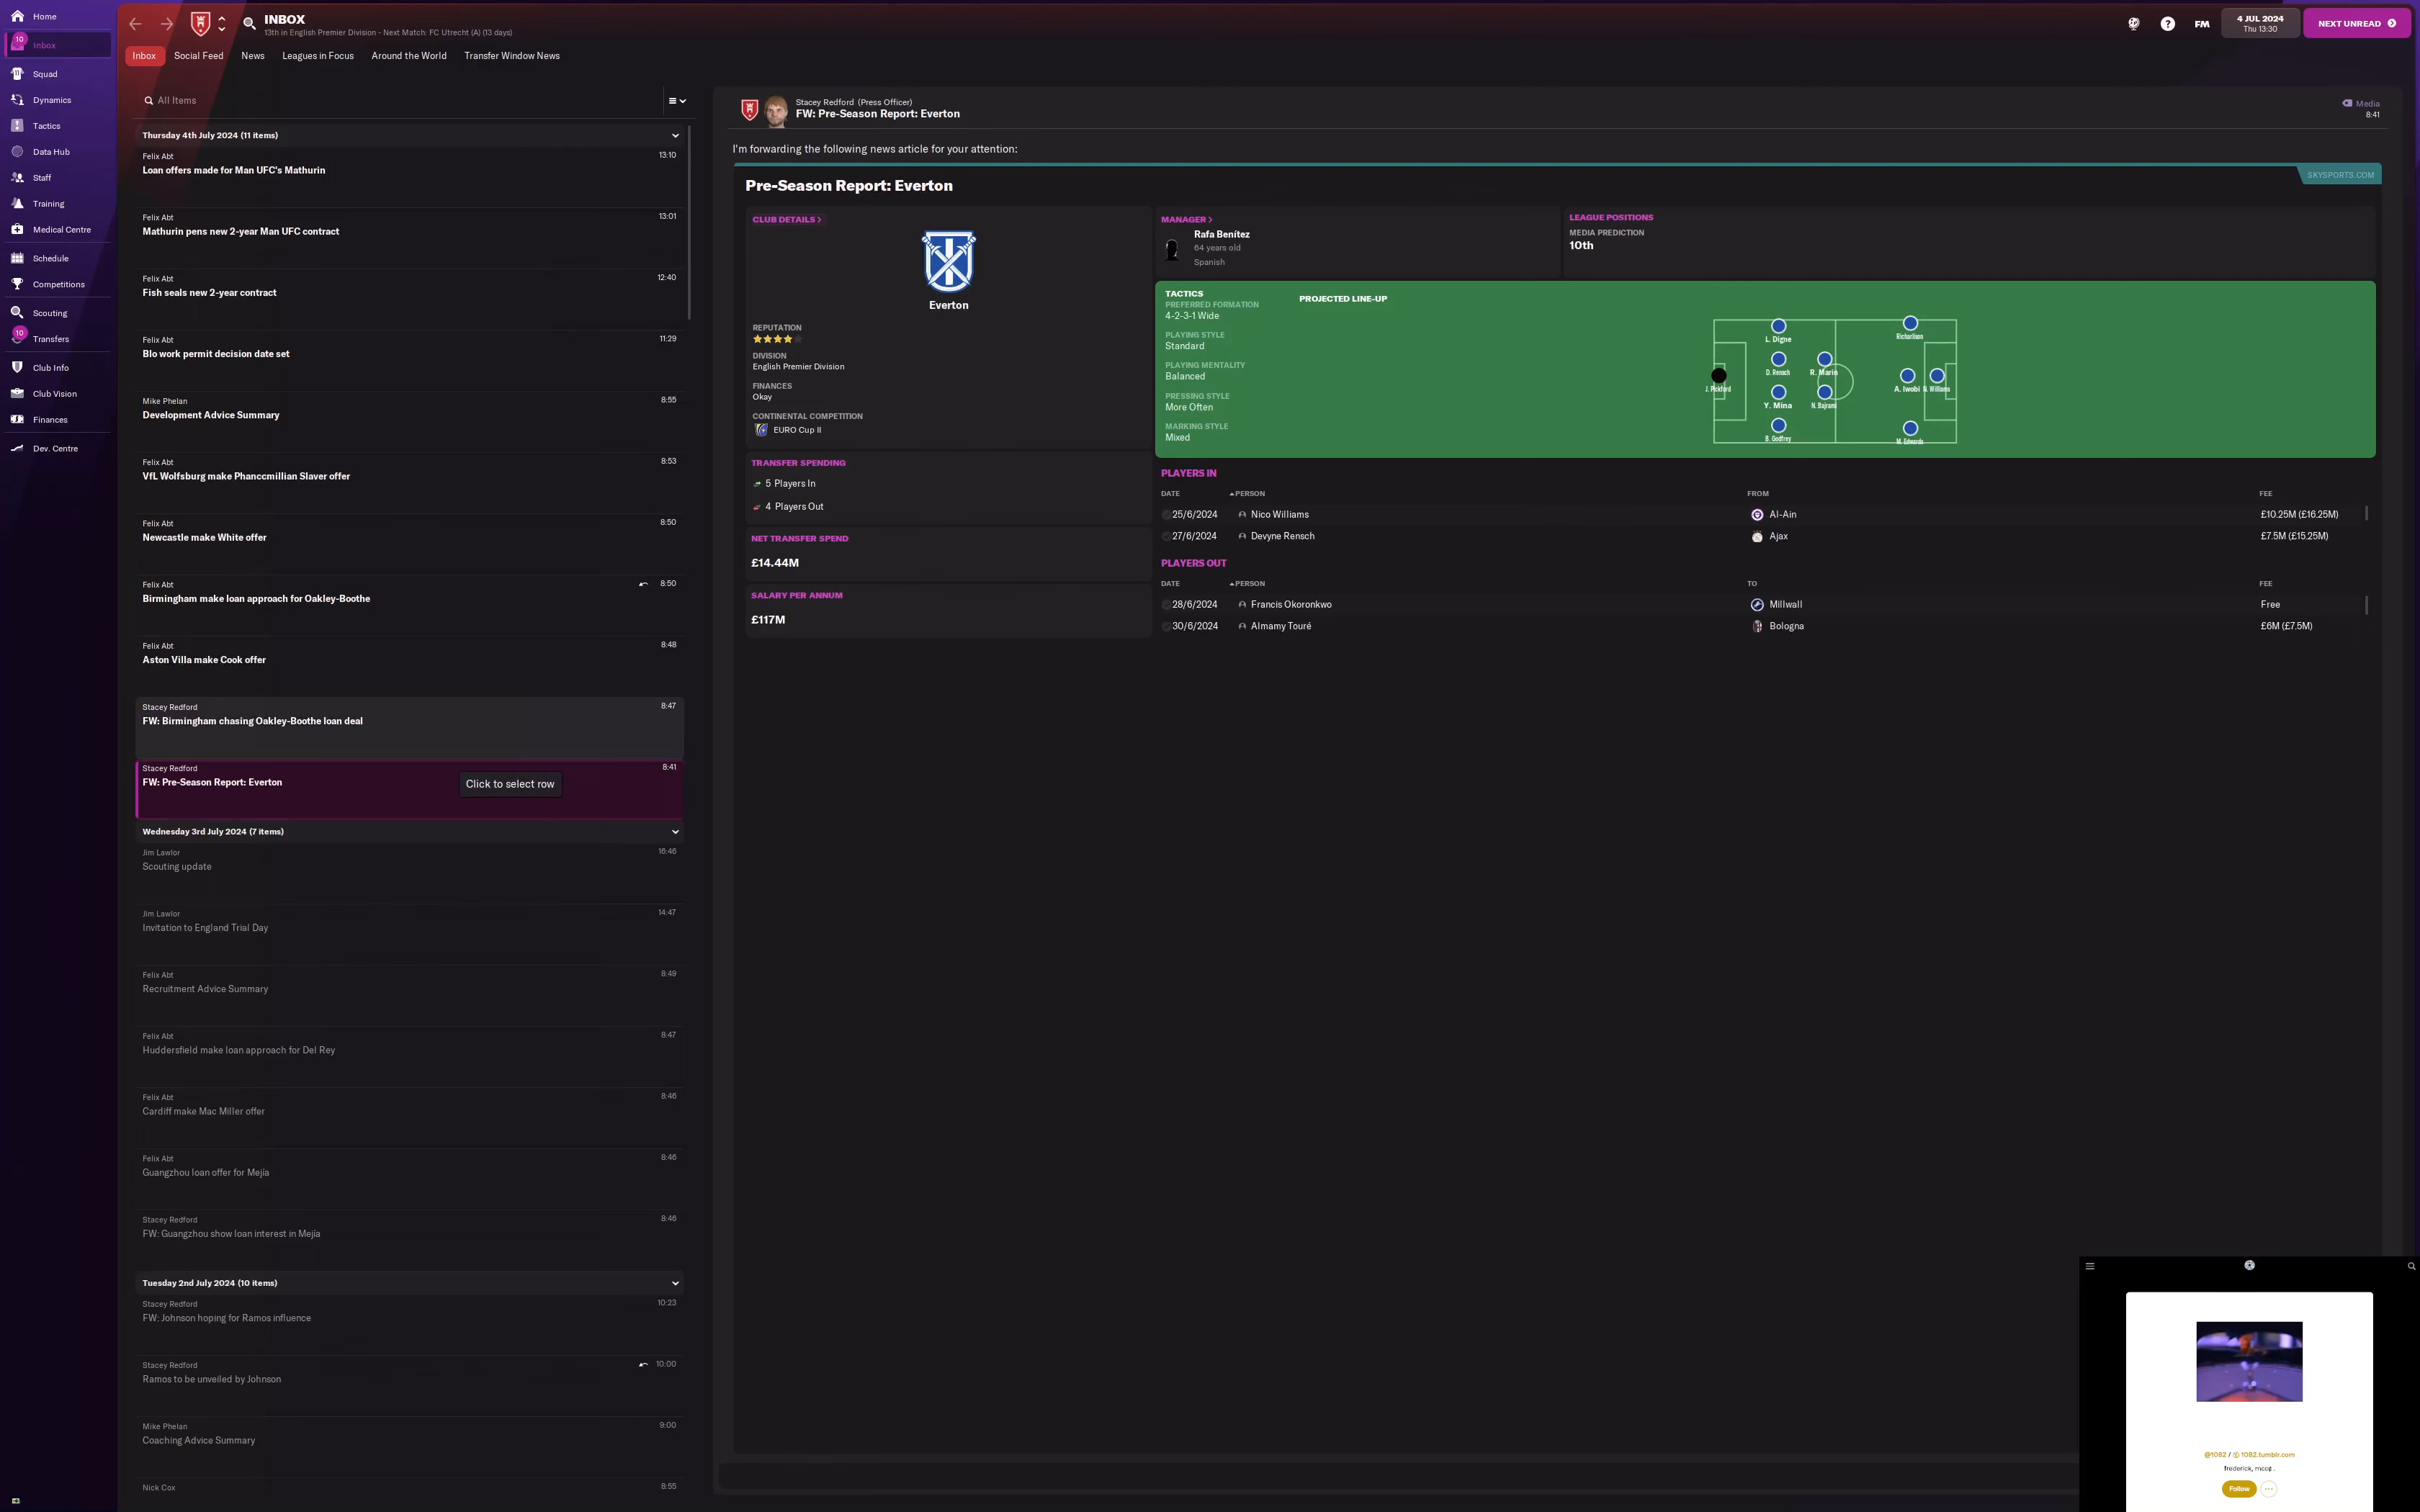 Home
10
Inbox
Squad
Dynamics
Tactics
Data Hub
Staff
Training
Medical Centre
Schedule
Competitions
Scouting
10
Transfers
Club Info
Club Vision
Finances
Dev. Centre
INBOX
13th in English Premier Division - Next Match: FC Utrecht (A) (13 days)
? FM
4 JUL 2024
Thu 13:30
NEXT UNREAD
Inbox Social Feed News Leagues in Focus Around the World Transfer Window News
All Items
Thursday 4th July 2024 (11 items)
Felix Abt 13:10
Loan offers made for Man UFC's Mathurin
Felix Abt 13:01
Mathurin pens new 2-year Man UFC contract
Felix Abt 12:40
Fish seals new 2-year contract
Felix Abt 11:29
Blo work permit decision date set
Mike Phelan 8:55
Development Advice Summary
Felix Abt 8:53
VfL Wolfsburg make Phanccmillian Slaver offer
Felix Abt 8:50
Newcastle make White offer
Felix Abt 8:50
Birmingham make loan approach for Oakley-Boothe
Felix Abt 8:48
Aston Villa make Cook offer
Stacey Redford 8:47
FW: Birmingham chasing Oakley-Boothe loan deal
Stacey Redford 8:41
FW: Pre-Season Report: Everton
Click to select row
Wednesday 3rd July 2024 (7 items)
Jim Lawlor 16:46
Scouting update
Jim Lawlor 14:47
Invitation to England Trial Day
Felix Abt 8:49
Recruitment Advice Summary
Felix Abt 8:47
Huddersfield make loan approach for Del Rey
Felix Abt 8:46
Cardiff make Mac Miller offer
Felix Abt 8:46
Guangzhou loan offer for Mejía
Stacey Redford 8:46
FW: Guangzhou show loan interest in Mejía
Tuesday 2nd July 2024 (10 items)
Stacey Redford 10:23
FW: Johnson hoping for Ramos influence
Stacey Redford 10:00
Ramos to be unveiled by Johnson
Mike Phelan 9:00
Coaching Advice Summary
Nick Cox 8:55
Stacey Redford (Press Officer)
FW: Pre-Season Report: Everton
Media
8:41
I'm forwarding the following news article for your attention:
SKYSPORTS.COM
Pre-Season Report: Everton
CLUB DETAILS >
Everton
REPUTATION
DIVISION
English Premier Division
FINANCES
Okay
CONTINENTAL COMPETITION
EURO Cup II
TRANSFER SPENDING
5 Players In
4 Players Out
NET TRANSFER SPEND
£14.44M
SALARY PER ANNUM
£117M
MANAGER >
Rafa Benítez
64 years old
Spanish
LEAGUE POSITIONS
MEDIA PREDICTION
10th
TACTICS
PREFERRED FORMATION
4-2-3-1 Wide
PLAYING STYLE
Standard
PLAYING MENTALITY
Balanced
PRESSING STYLE
More Often
MARKING STYLE
Mixed
PROJECTED LINE-UP
L. Digne
Richarlison
D. Rensch
R. Marin
J. Pickford
A. Iwobi
N. Williams
Y. Mina
N. Bajrami
B. Godfrey
M. Edwards
PLAYERS IN
DATE PERSON FROM FEE
25/6/2024 Nico Williams Al-Ain £10.25M (£16.25M)
27/6/2024 Devyne Rensch Ajax £7.5M (£15.25M)
PLAYERS OUT
DATE PERSON TO FEE
28/6/2024 Francis Okoronkwo Millwall Free
30/6/2024 Almamy Touré Bologna £6M (£7.5M)
@1082 / 1082.tumblr.com
frederick, mcog .
Follow